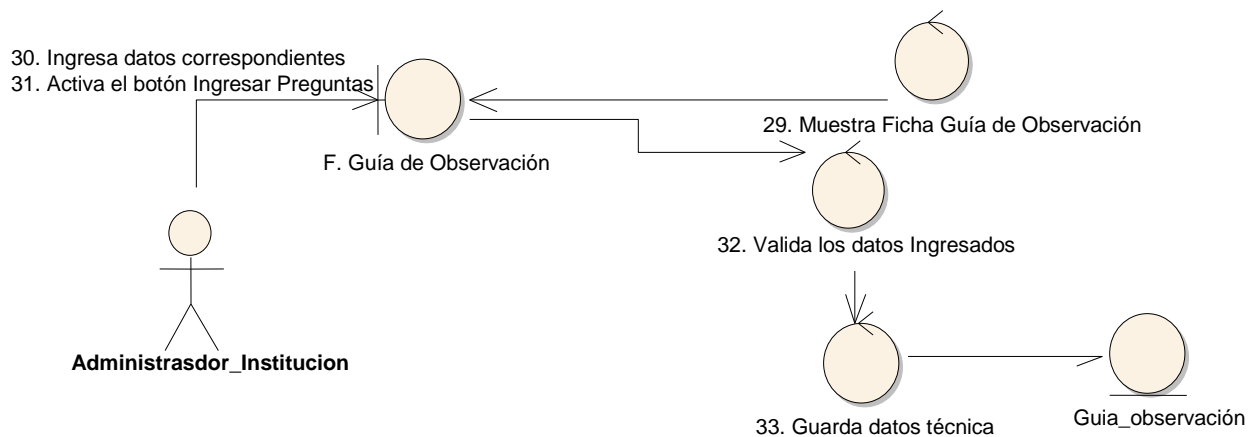 30. Ingresa datos correspondientes
31. Activa el botón Ingresar Preguntas
29. Muestra Ficha Guía de Observación
F. Guía de Observación
32. Valida los datos Ingresados
Administrasdor_Institucion
33. Guarda datos técnica
Guia_observación